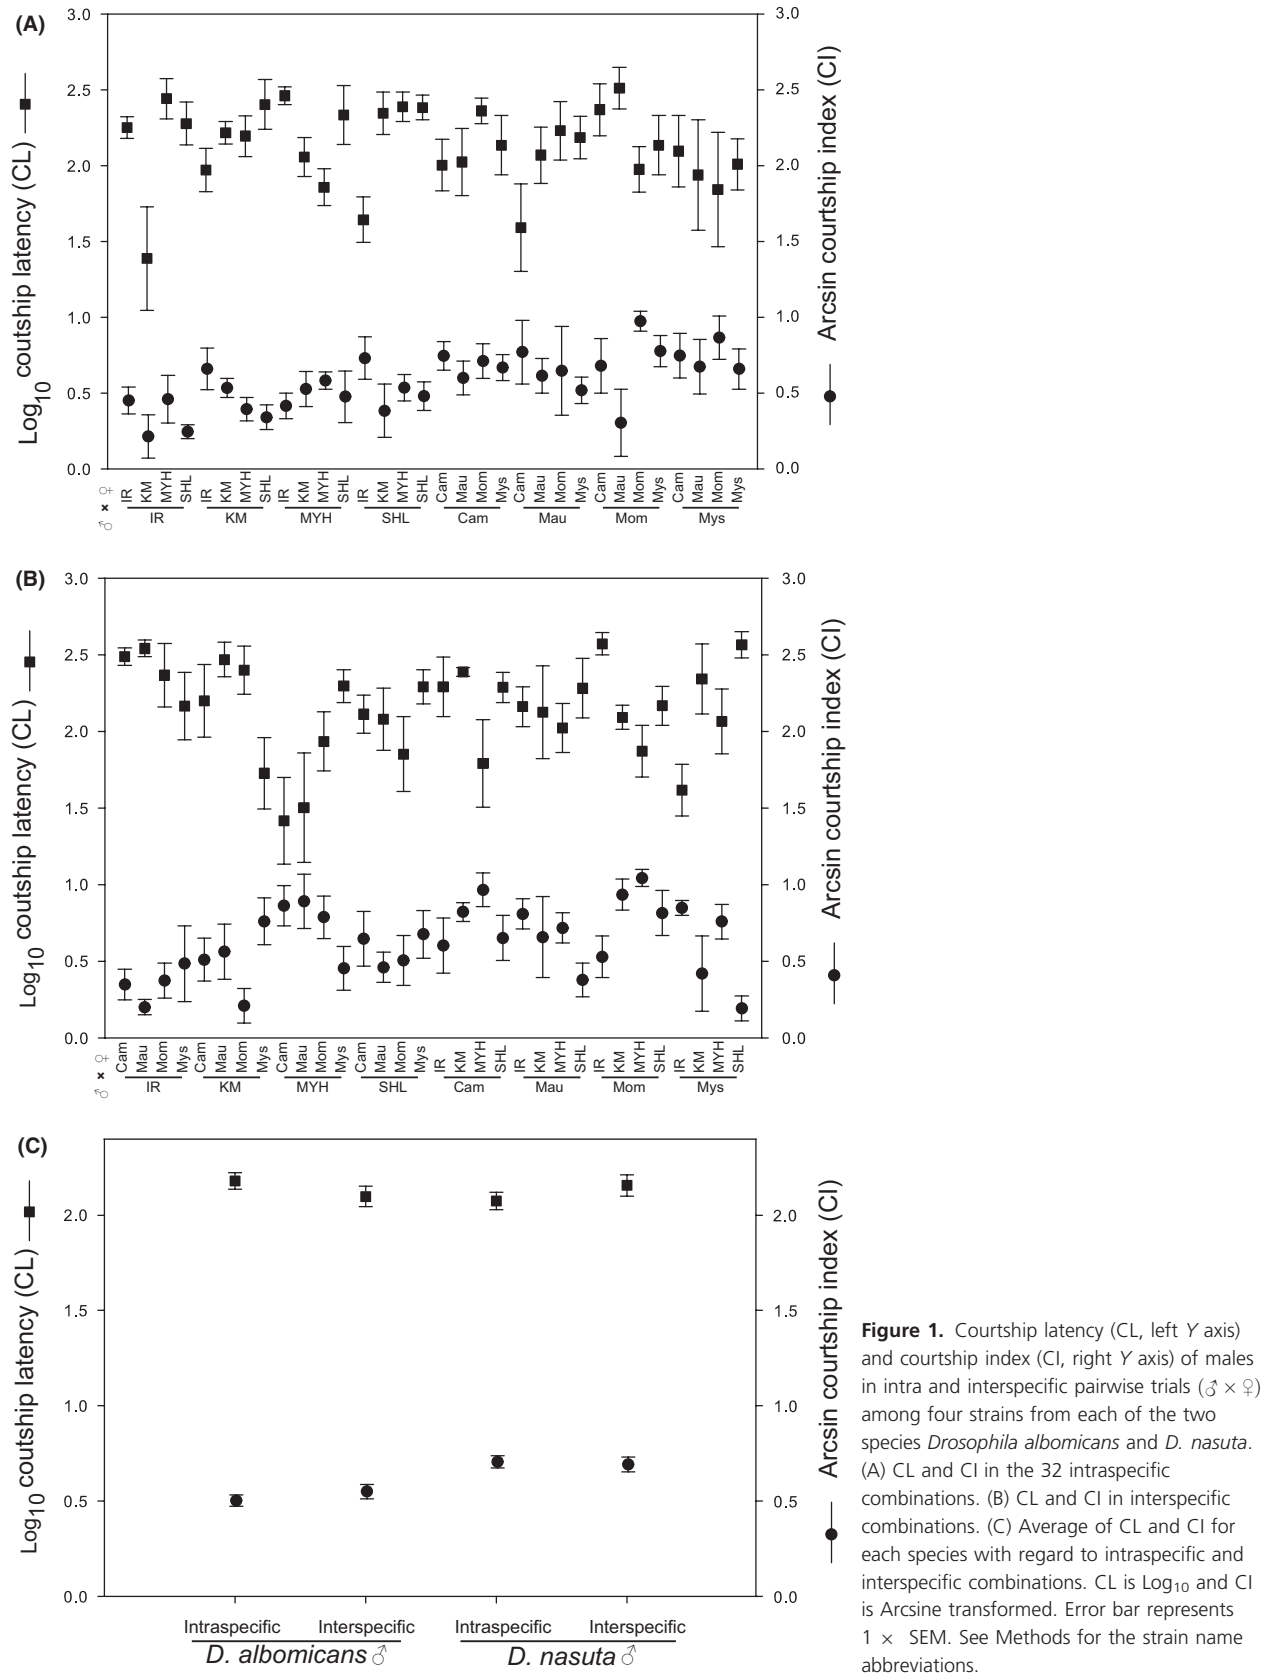 (A)
3.0
2.5
2.0
1.5
1.0
0.5
0.0
Log10 coutship latency (CL)
3.0
2.5
2.0
1.5
1.0
0.5
0.0
Arcsin courtship index (CI)
♀
×
♂
IR KM MYH SHL IR KM MYH SHL IR KM MYH SHL IR KM MYH SHL Cam Mau Mom Mys Cam Mau Mom Mys Cam Mau Mom Mys Cam Mau Mom Mys
IR KM MYH SHL Cam Mau Mom Mys
(B)
3.0
2.5
2.0
1.5
1.0
0.5
0.0
Log10 coutship latency (CL)
3.0
2.5
2.0
1.5
1.0
0.5
0.0
Arcsin courtship index (CI)
♀
×
♂
Cam Mau Mom Mys Cam Mau Mom Mys Cam Mau Mom Mys Cam Mau Mom Mys IR KM MYH SHL IR KM MYH SHL IR KM MYH SHL IR KM MYH SHL
IR KM MYH SHL Cam Mau Mom Mys
(C)
2.0
1.5
1.0
0.5
0.0
Log10 coutship latency (CL)
2.0
1.5
1.0
0.5
0.0
Arcsin courtship index (CI)
Intraspecific Interspecific Intraspecific Interspecific
D. albomicans ♂ D. nasuta ♂
Figure 1. Courtship latency (CL, left Y axis)
and courtship index (CI, right Y axis) of males
in intra and interspecific pairwise trials (♂ × ♀)
among four strains from each of the two
species Drosophila albomicans and D. nasuta.
(A) CL and CI in the 32 intraspecific
combinations. (B) CL and CI in interspecific
combinations. (C) Average of CL and CI for
each species with regard to intraspecific and
interspecific combinations. CL is Log10 and CI
is Arcsine transformed. Error bar represents
1 × SEM. See Methods for the strain name
abbreviations.